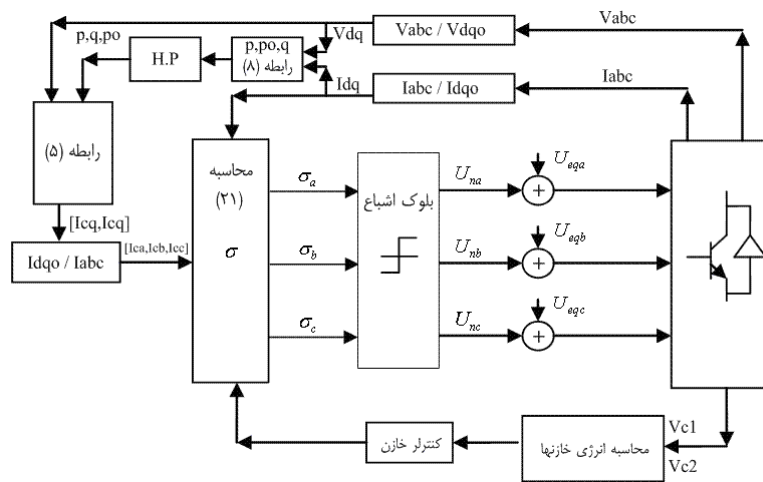 Vabc
Vabc / Vdqo
Vdq
p,q,po
H.P
p,po,q
رابطه (۸)
Idq
Iabc / Idqo
Iabc
رابطه (۵)
[Icq,Icq]
Idqo / Iabc
[Ica,Icb,Icc]
محاسبه
(۲۱)
σ
σa
σb
σc
بلوک اشباع
Una
Unb
Unc
Ueqa
+
Ueqb
+
Ueqc
+
Vc1
Vc2
محاسبه انرژی خازنها
کنترلر خازن